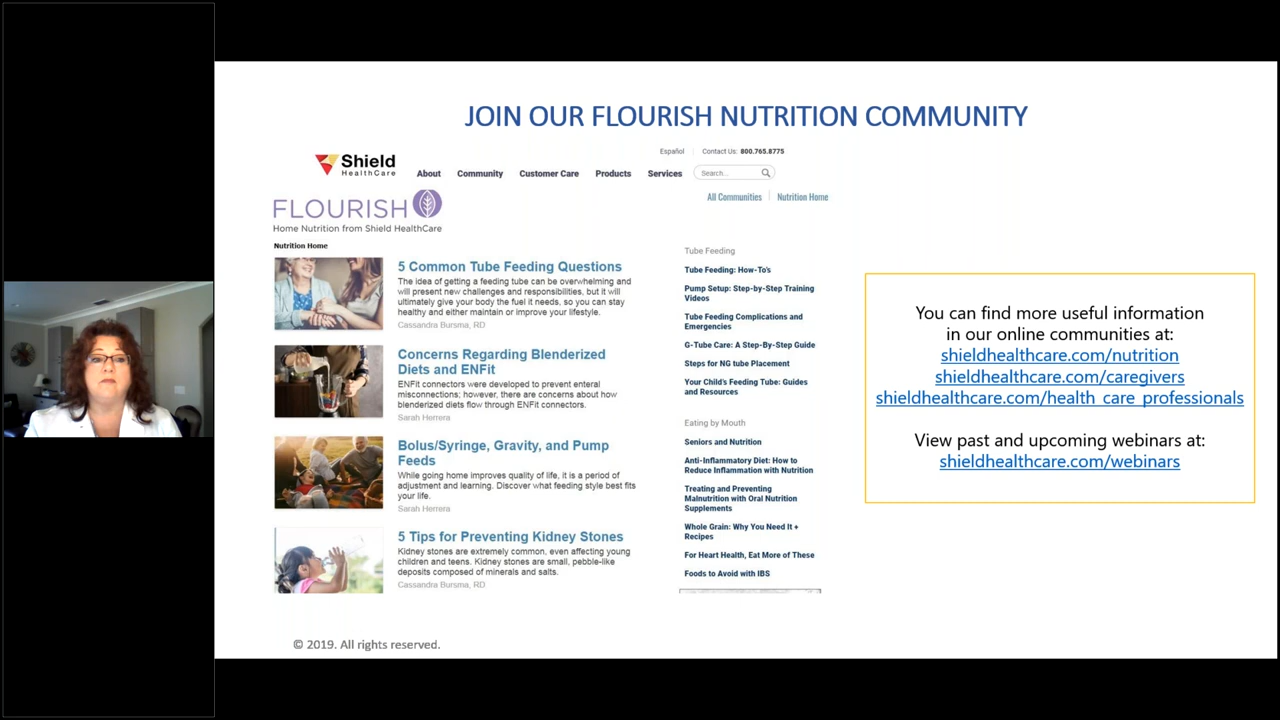 JOIN OUR FLOURISH NUTRITION COMMUNITY
Español
Contact Us: 800.765.8775
Shield
HealthCare
About
Community
Customer Care
Products
Services
Search...
All Communities
Nutrition Home
FLOURISH
Home Nutrition from Shield HealthCare
Nutrition Home
5 Common Tube Feeding Questions
The idea of getting a feeding tube can be overwhelming and
will present new challenges and responsibilities, but it will
ultimately give your body the fuel it needs, so you can stay
healthy and either maintain or improve your lifestyle.
Cassandra Bursma, RD
Concerns Regarding Blenderized
Diets and ENFit
ENFit connectors were developed to prevent enteral
misconnections; however, there are concerns about how
blenderized diets flow through ENFit connectors.
Sarah Herrera
Bolus/Syringe, Gravity, and Pump
Feeds
While going home improves quality of life, it is a period of
adjustment and learning. Discover what feeding style best fits
your life.
Sarah Herrera
5 Tips for Preventing Kidney Stones
Kidney stones are extremely common, even affecting young
children and teens. Kidney stones are small, pebble-like
deposits composed of minerals and salts.
Cassandra Bursma, RD
Tube Feeding
Tube Feeding: How-To's
Pump Setup: Step-by-Step Training
Videos
Tube Feeding Complications and
Emergencies
G-Tube Care: A Step-By-Step Guide
Steps for NG tube Placement
Your Child's Feeding Tube: Guides
and Resources
Eating by Mouth
Seniors and Nutrition
Anti-Inflammatory Diet: How to
Reduce Inflammation with Nutrition
Treating and Preventing
Malnutrition with Oral Nutrition
Supplements
Whole Grain: Why You Need It +
Recipes
For Heart Health, Eat More of These
Foods to Avoid with IBS
You can find more useful information
in our online communities at:
shieldhealthcare.com/nutrition
shieldhealthcare.com/caregivers
shieldhealthcare.com/health_care_professionals
View past and upcoming webinars at:
shieldhealthcare.com/webinars
© 2019. All rights reserved.